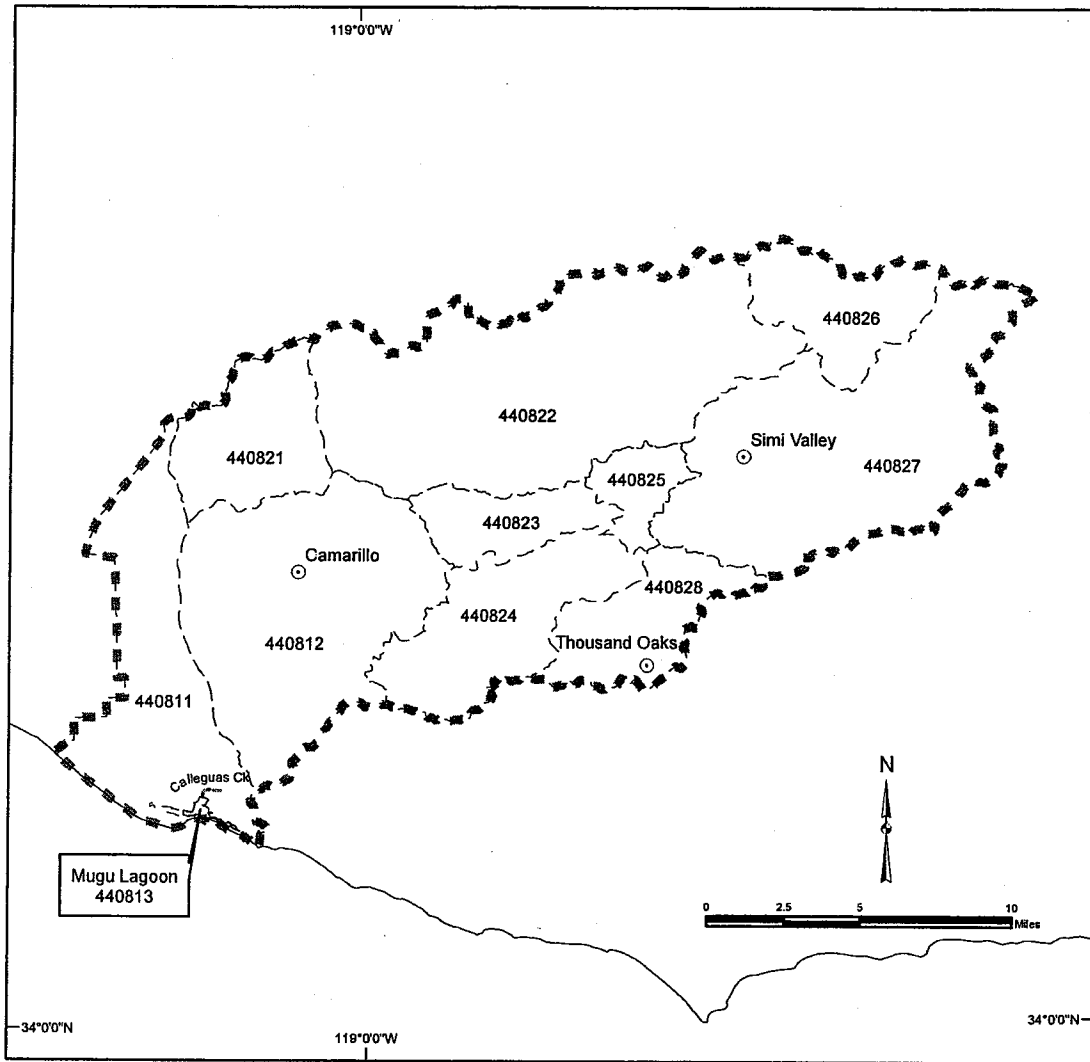 119°0'0"W
440826
440822
Simi Valley
440821
440827
440825
440823
Camarillo
440828
440824
440812
Thousand Oaks
440811
N
Calleguas Ck
Mugu Lagoon
440813
0 2.5 5 10
Miles
34°0'0"N
34°0'0"N
119°0'0"W